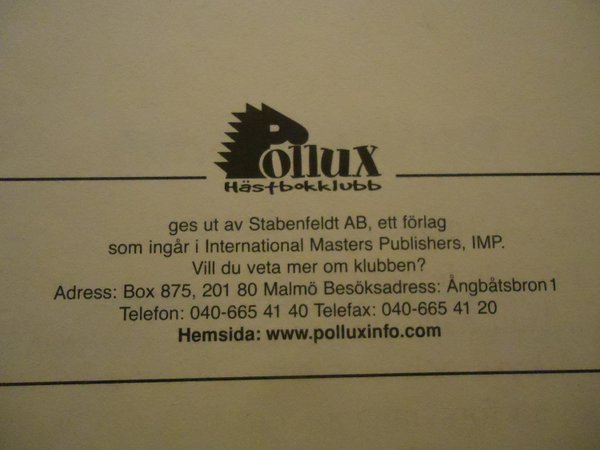 Pollux
Hästbokklubb
ges ut av Stabenfeldt AB, ett förlag
som ingår i International Masters Publishers, IMP.
Vill du veta mer om klubben?
Adress: Box 875, 201 80 Malmö Besöksadress: Ångbåtsbron1
Telefon: 040-665 41 40 Telefax: 040-665 41 20
Hemsida: www.polluxinfo.com